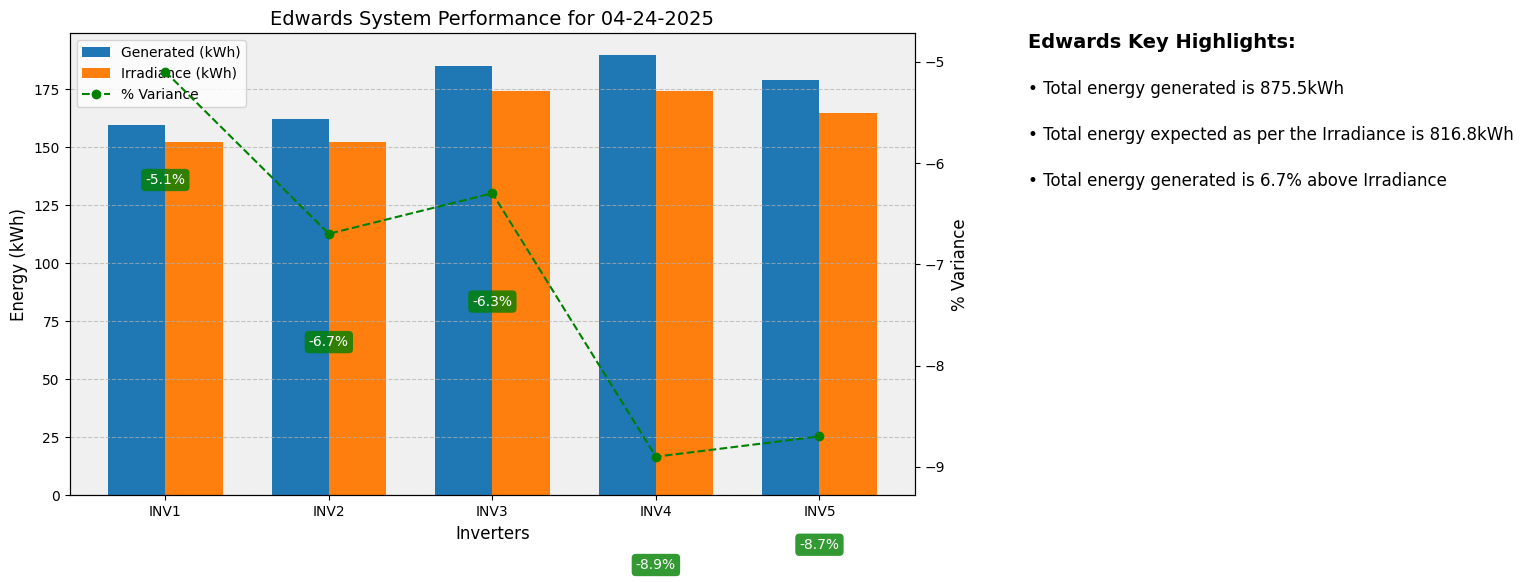 Edwards System Performance for 04-24-2025
Generated (kWh)
Irradiance (kWh)
% Variance
Energy (kWh)
175
150
125
100
75
50
25
0
−5
−6
−7
−8
−9
% Variance
-5.1%
-6.7%
-6.3%
-8.9%
-8.7%
INV1 INV2 INV3 INV4 INV5
Inverters
Edwards Key Highlights:
• Total energy generated is 875.5kWh
• Total energy expected as per the Irradiance is 816.8kWh
• Total energy generated is 6.7% above Irradiance